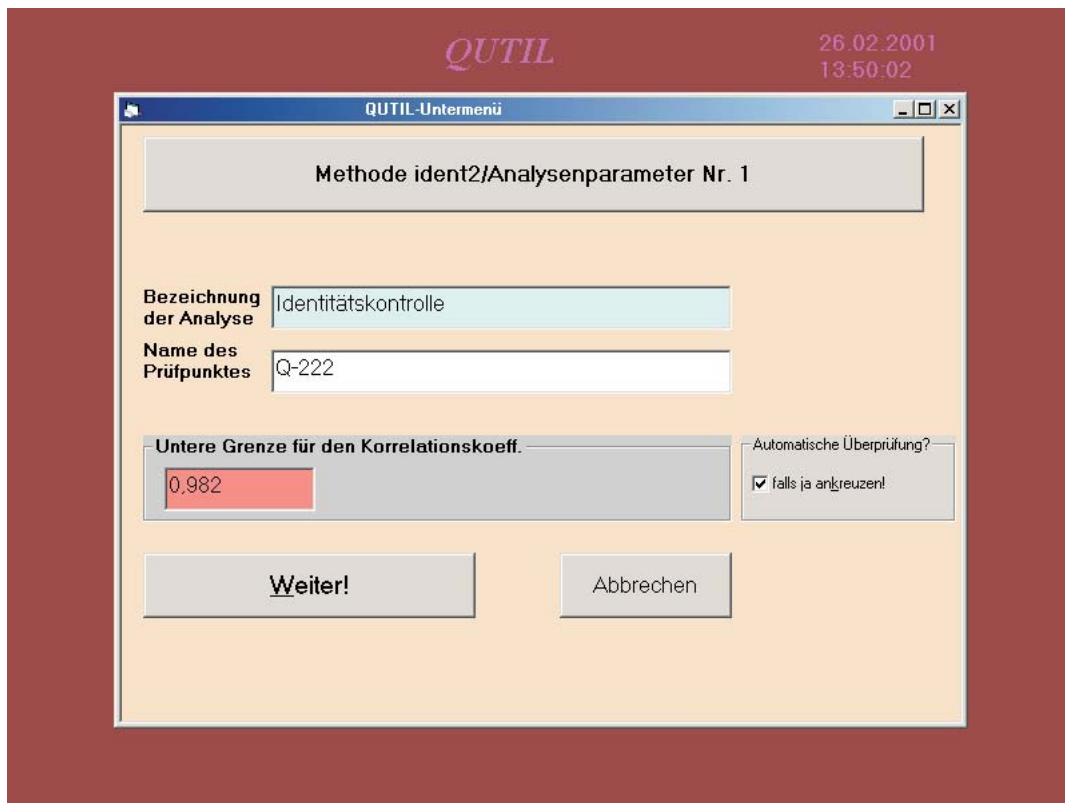 QUTIL
26.02.2001
13:50:02
QUTIL-Untermenü
Methode ident2/Analysenparameter Nr. 1
Bezeichnung
der Analyse
Identitätskontrolle
Name des
Prüfpunktes
Q-222
Untere Grenze für den Korrelationskoeff.
0,982
Automatische Überprüfung?
falls ja ankreuzen!
Weiter!
Abbrechen